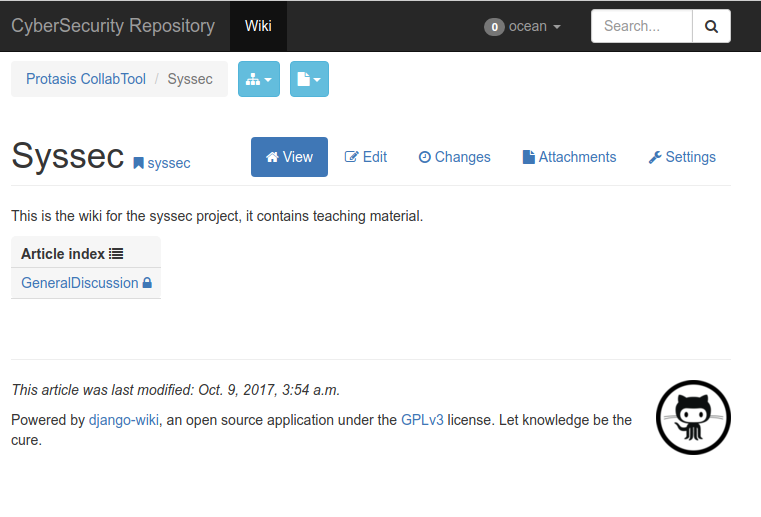 CyberSecurity Repository Wiki 0 ocean Search...
Protasis CollabTool / Syssec
Syssec syssec View Edit Changes Attachments Settings
This is the wiki for the syssec project, it contains teaching material.
Article index
GeneralDiscussion
This article was last modified: Oct. 9, 2017, 3:54 a.m.
Powered by django-wiki, an open source application under the GPLv3 license. Let knowledge be the
cure.